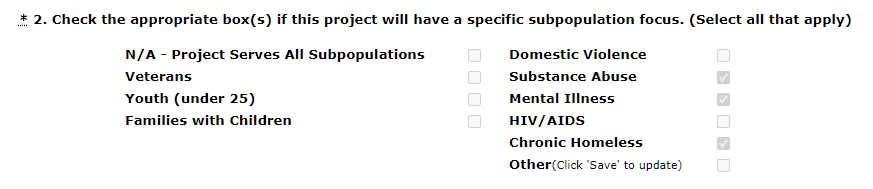 * 2. Check the appropriate box(s) if this project will have a specific subpopulation focus. (Select all that apply)
N/A - Project Serves All Subpopulations
Domestic Violence
Veterans
Substance Abuse
Youth (under 25)
Mental Illness
Families with Children
HIV/AIDS
Chronic Homeless
Other(Click 'Save' to update)